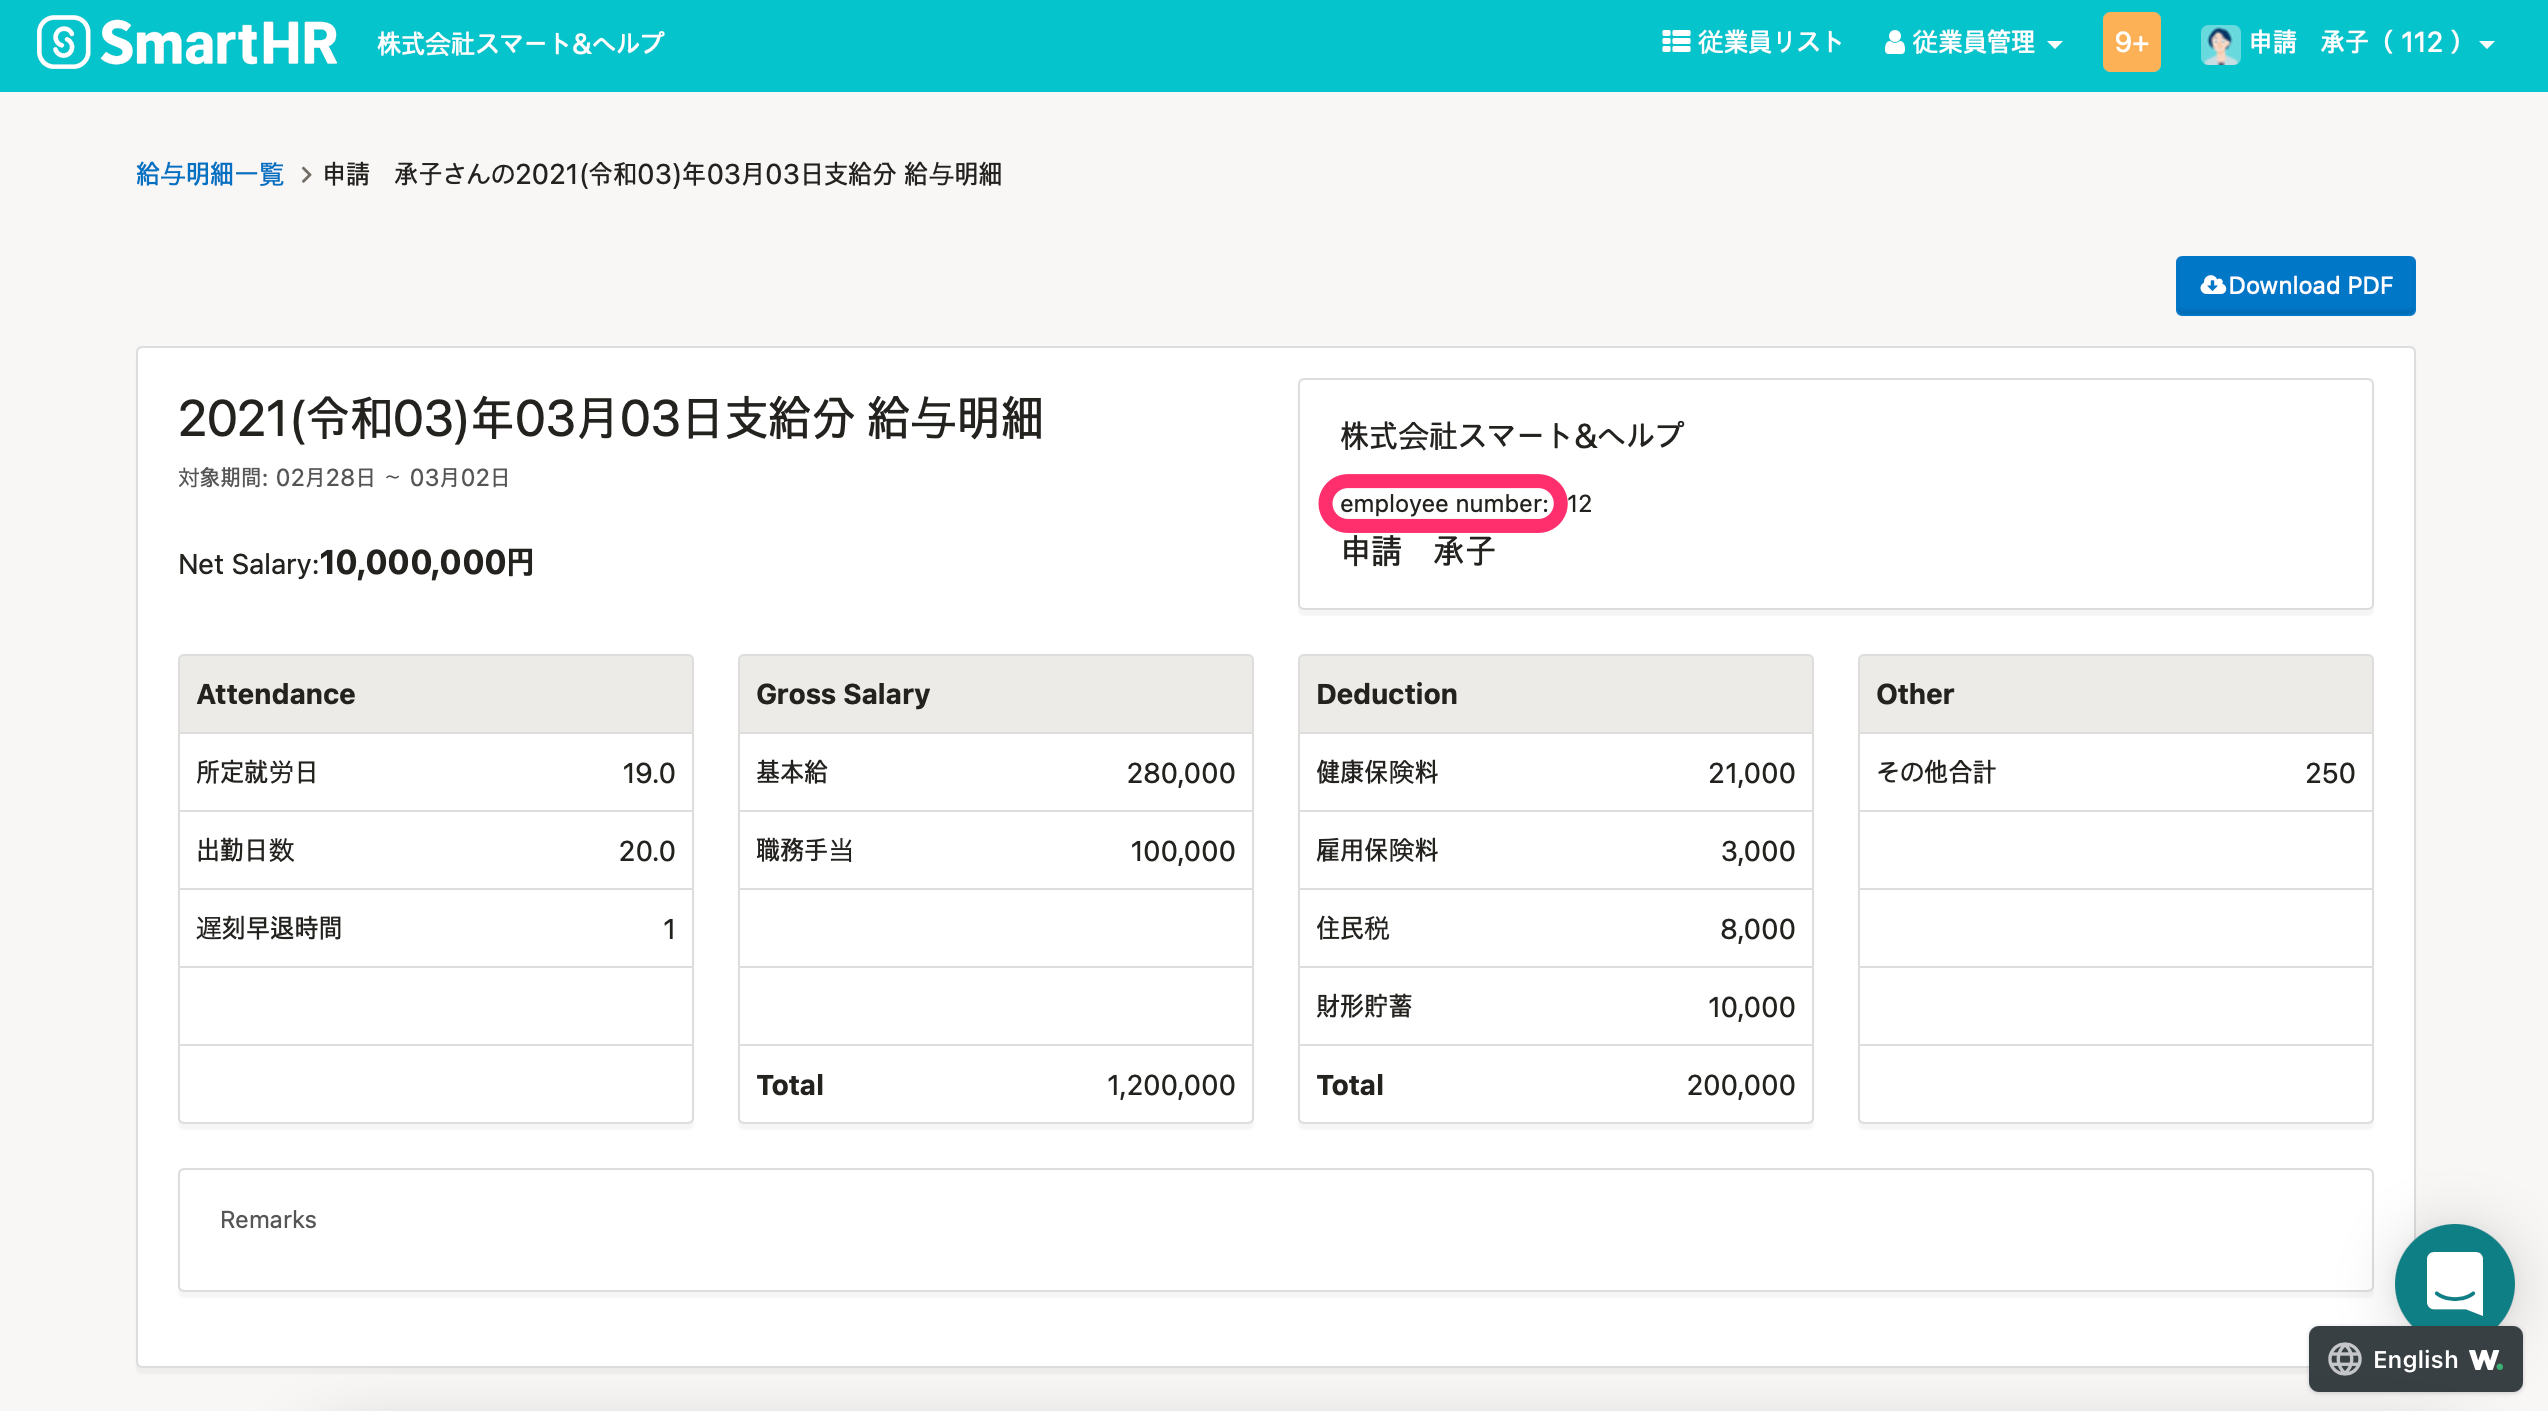 SmartHR 株式会社スマート&ヘルプ 従業員リスト 従業員管理 9+ 申請　承子（112）
給与明細一覧 > 申請　承子さんの2021(令和03)年03月03日支給分 給与明細
Download PDF
2021(令和03)年03月03日支給分 給与明細
対象期間: 02月28日 ~ 03月02日
Net Salary:10,000,000円
株式会社スマート&ヘルプ
employee number: 12
申請　承子
Attendance
所定就労日 19.0
出勤日数 20.0
遅刻早退時間 1
Gross Salary
基本給 280,000
職務手当 100,000
Total 1,200,000
Deduction
健康保険料 21,000
雇用保険料 3,000
住民税 8,000
財形貯蓄 10,000
Total 200,000
Other
その他合計 250
Remarks
English W.